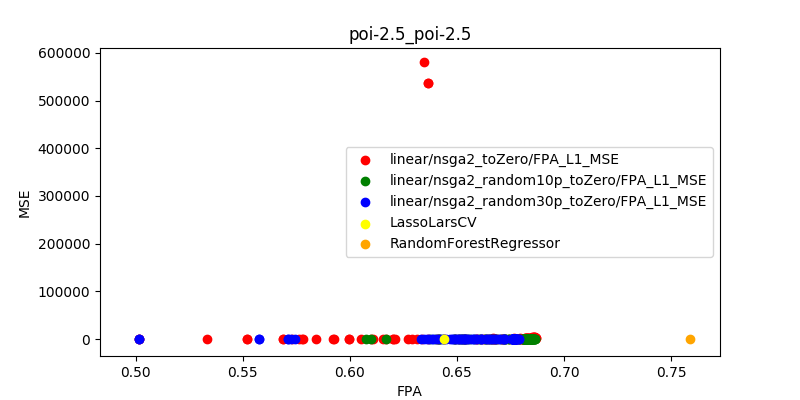 poi-2.5_poi-2.5
600000
500000
400000
300000
200000
100000
0
MSE
linear/nsga2_toZero/FPA_L1_MSE
linear/nsga2_random10p_toZero/FPA_L1_MSE
linear/nsga2_random30p_toZero/FPA_L1_MSE
LassoLarsCV
RandomForestRegressor
0.50 0.55 0.60 0.65 0.70 0.75
FPA